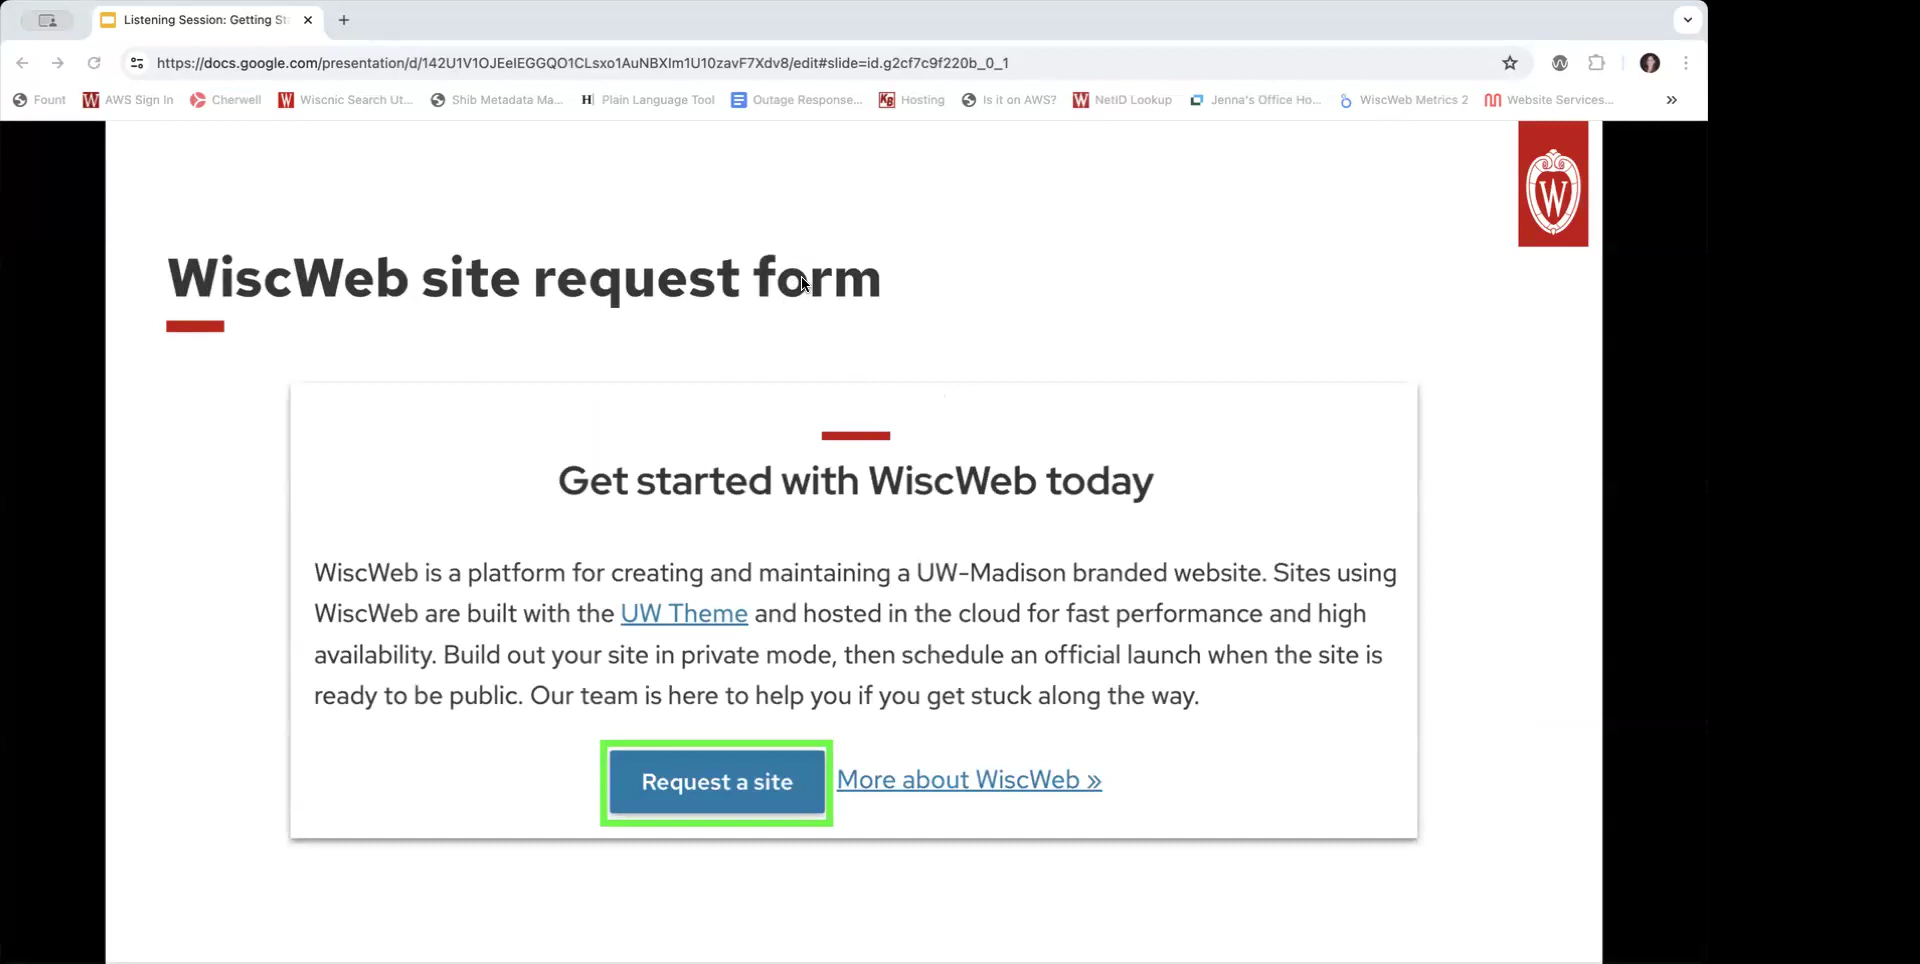 Listening Session: Getting St
https://docs.google.com/presentation/d/142U1V1OJEeIEGGQO1CLsxo1AuNBXIm1U10zavF7Xdv8/edit#slide=id.g2cf7c9f220b_0_1
Fount AWS Sign In Cherwell Wiscnic Search Ut... Shib Metadata Ma... H Plain Language Tool Outage Response... KB Hosting Is it on AWS? NetID Lookup Jenna's Office Ho... WiscWeb Metrics 2 Website Services... »
W
WiscWeb site request form
Get started with WiscWeb today
WiscWeb is a platform for creating and maintaining a UW-Madison branded website. Sites using
WiscWeb are built with the UW Theme and hosted in the cloud for fast performance and high
availability. Build out your site in private mode, then schedule an official launch when the site is
ready to be public. Our team is here to help you if you get stuck along the way.
Request a site More about WiscWeb »